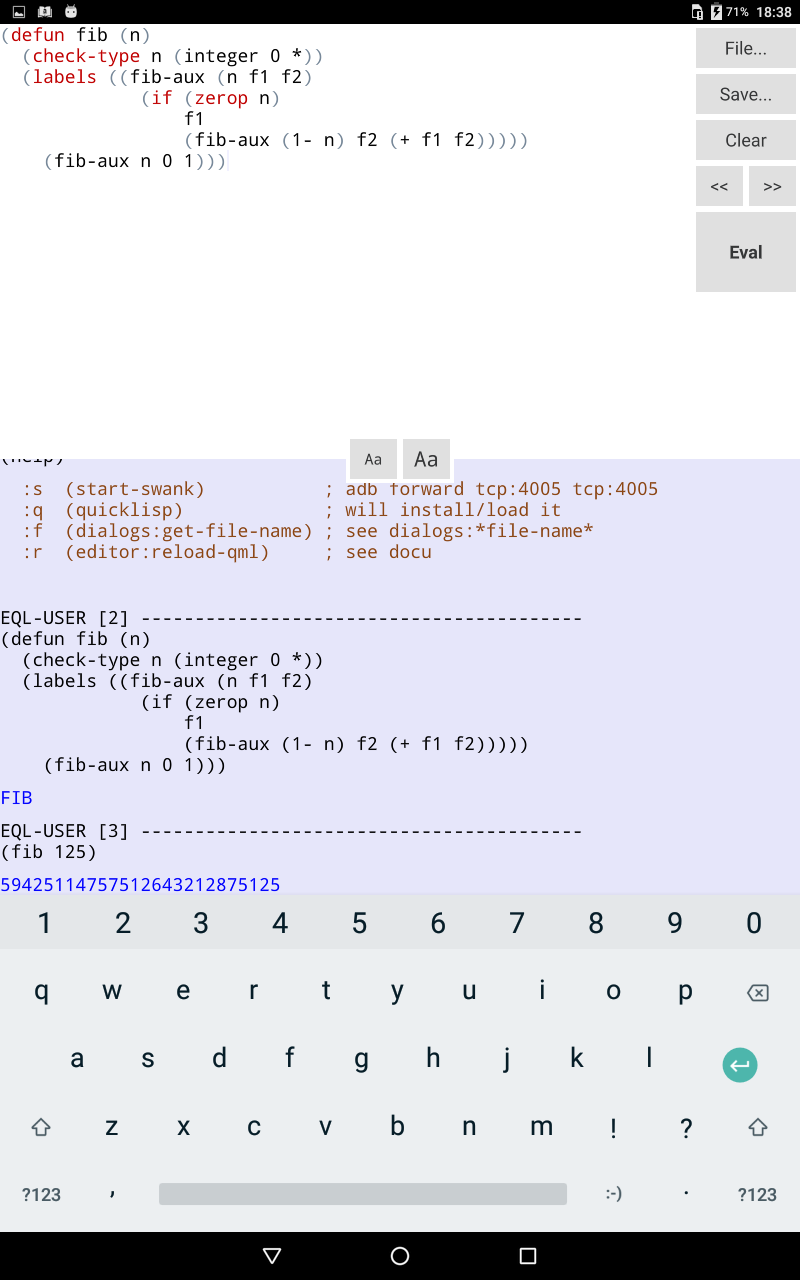 71% 18:38
(defun fib (n)
  (check-type n (integer 0 *))
  (labels ((fib-aux (n f1 f2)
             (if (zerop n)
                 f1
                 (fib-aux (1- n) f2 (+ f1 f2)))))
    (fib-aux n 0 1)))
File...
Save...
Clear
<< >>
Eval
Aa Aa
(help)
  :s  (start-swank)           ; adb forward tcp:4005 tcp:4005
  :q  (quicklisp)             ; will install/load it
  :f  (dialogs:get-file-name) ; see dialogs:*file-name*
  :r  (editor:reload-qml)     ; see docu
EQL-USER [2] -----------------------------------------
(defun fib (n)
  (check-type n (integer 0 *))
  (labels ((fib-aux (n f1 f2)
             (if (zerop n)
                 f1
                 (fib-aux (1- n) f2 (+ f1 f2)))))
    (fib-aux n 0 1)))
FIB
EQL-USER [3] -----------------------------------------
(fib 125)
59425114757512643212875125
1 2 3 4 5 6 7 8 9 0
q w e r t y u i o p
a s d f g h j k l
z x c v b n m ! ?
?123 , :-) . ?123